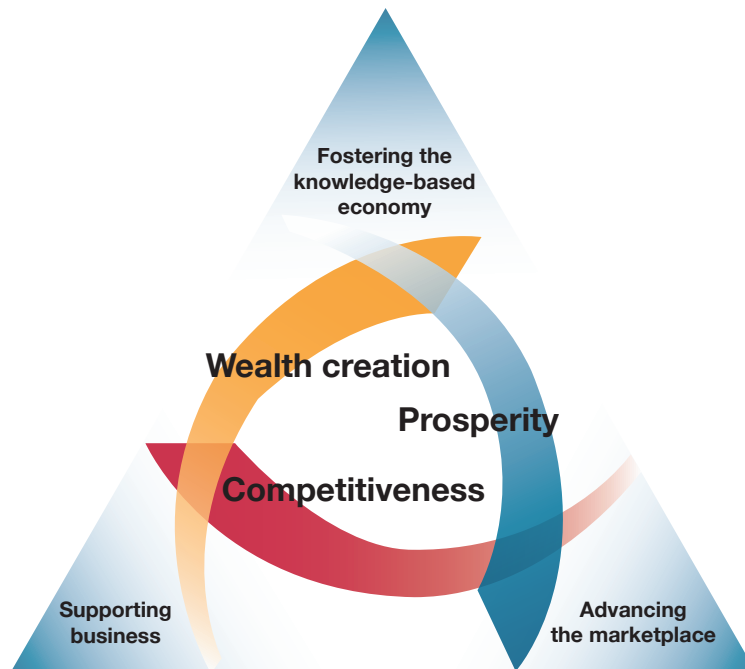 Fostering the
knowledge-based
economy
Wealth creation
Prosperity
Competitiveness
Supporting
business
Advancing
the marketplace